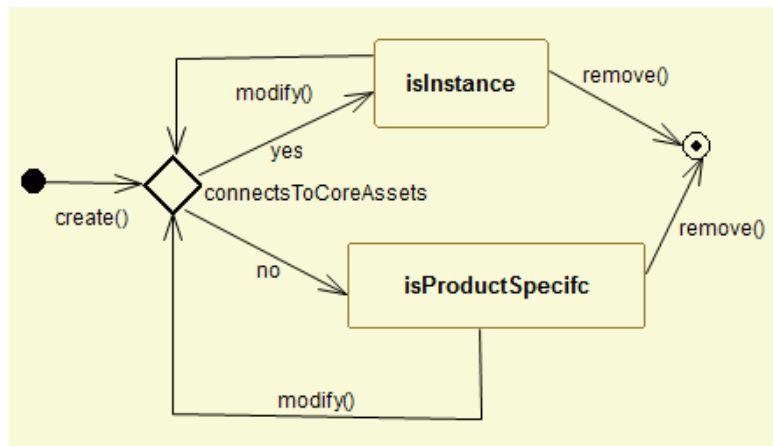 isInstance
remove()
modify()
yes
connectsToCoreAssets
create()
remove()
no
isProductSpecifc
modify()